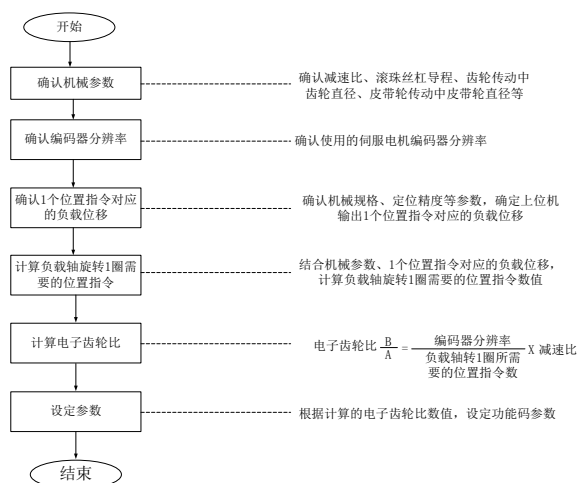 开始
确认机械参数
确认减速比、滚珠丝杠导程、齿轮传动中
齿轮直径、皮带轮传动中皮带轮直径等
确认编码器分辨率
确认使用的伺服电机编码器分辨率
确认1个位置指令对应
的负载位移
确认机械规格、定位精度等参数，确定上位机
输出1个位置指令对应的负载位移
计算负载轴旋转1圈需
要的位置指令
结合机械参数、1个位置指令对应的负载位移，
计算负载轴旋转1圈需要的位置指令数值
计算电子齿轮比
电子齿轮比 B/A = 编码器分辨率
负载轴转1圈所需
要的位置指令数
X 减速比
设定参数
根据计算的电子齿轮比数值，设定功能码参数
结束